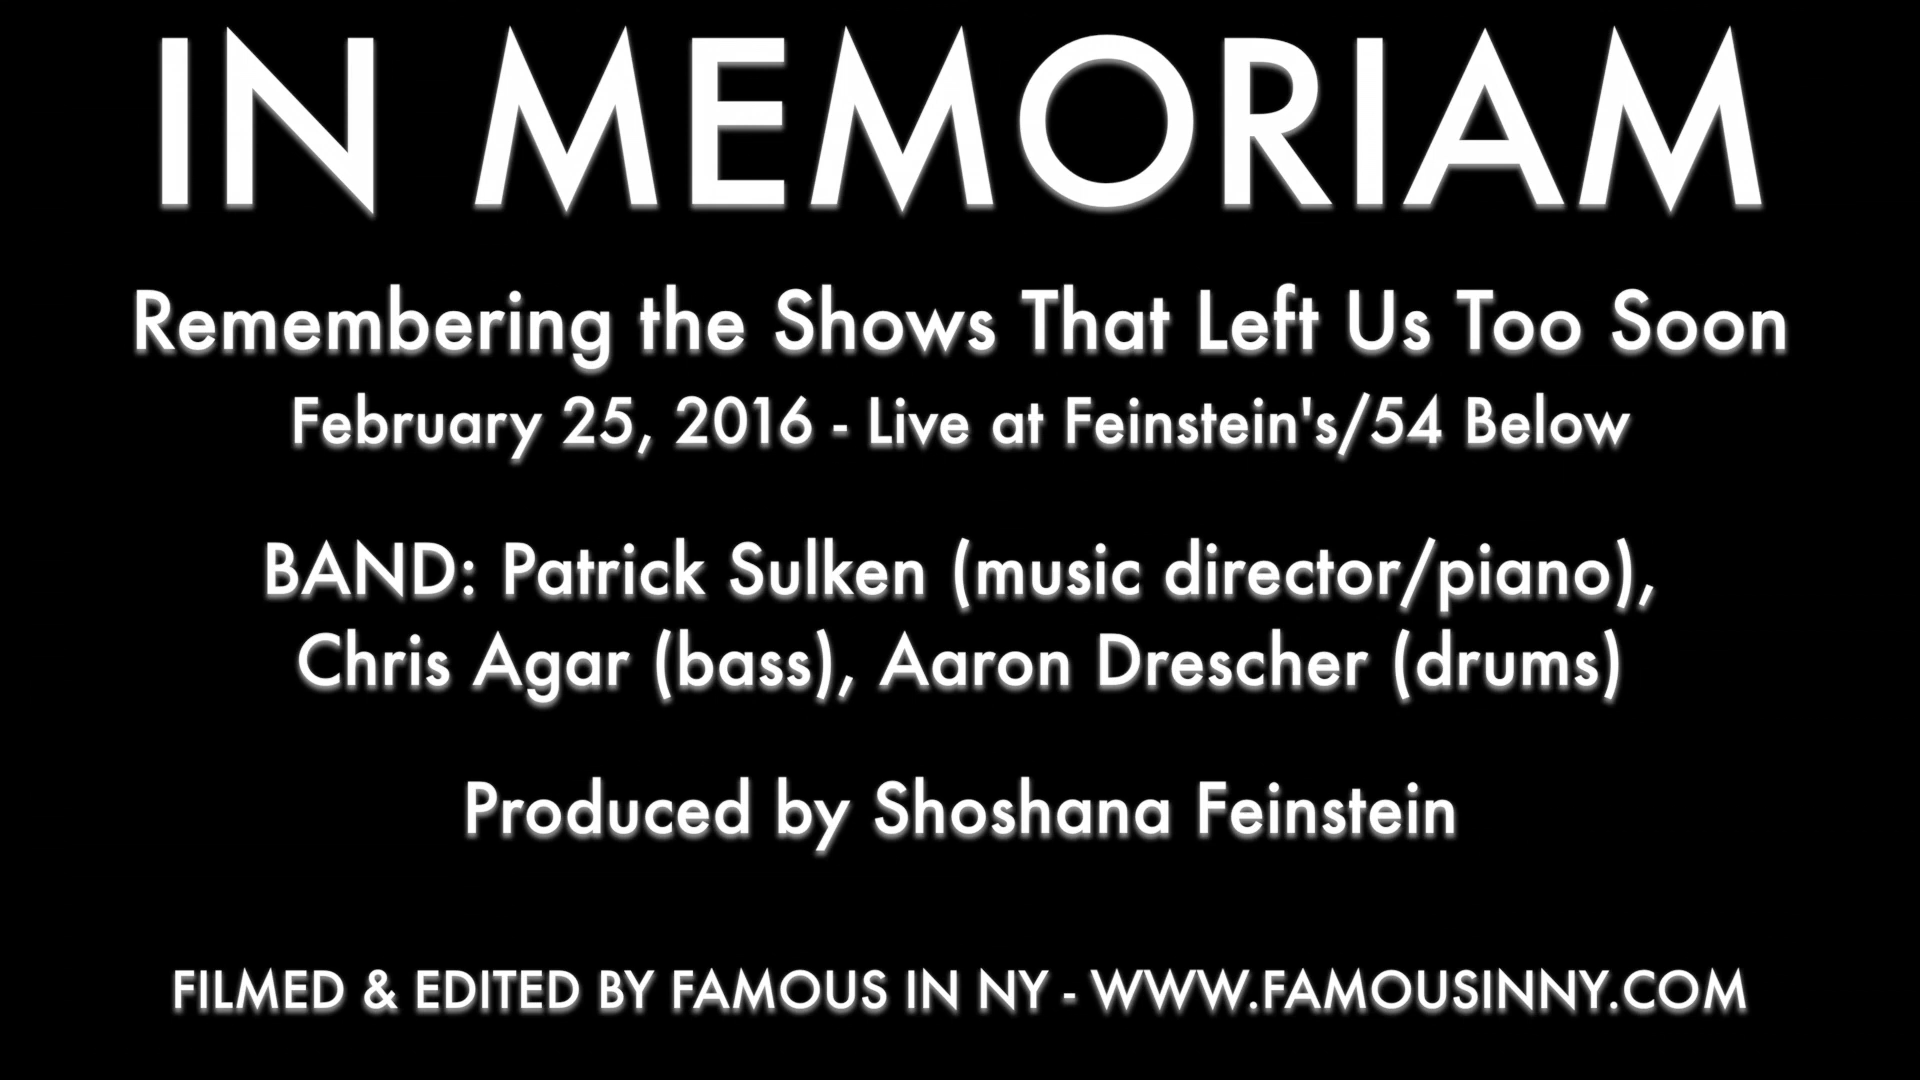 IN MEMORIAM
Remembering the Shows That Left Us Too Soon
February 25, 2016 - Live at Feinstein's/54 Below
BAND: Patrick Sulken (music director/piano),
Chris Agar (bass), Aaron Drescher (drums)
Produced by Shoshana Feinstein
FILMED & EDITED BY FAMOUS IN NY - WWW.FAMOUSINNY.COM